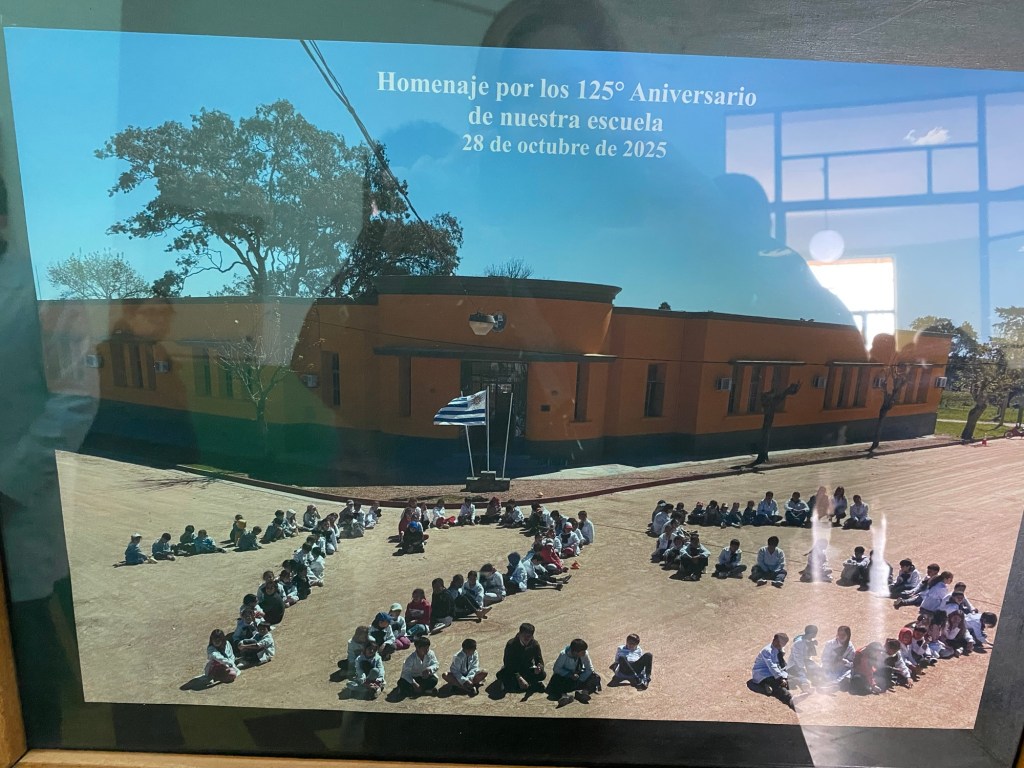 Homenaje por los 125° Aniversario
de nuestra escuela
28 de octubre de 2025